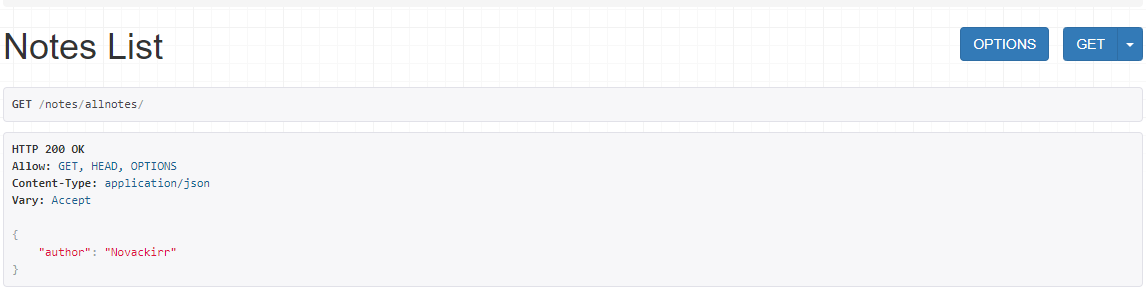 Notes List
OPTIONS
GET
GET /notes/allnotes/
HTTP 200 OK
Allow: GET, HEAD, OPTIONS
Content-Type: application/json
Vary: Accept
{
    "author": "Novackirr"
}